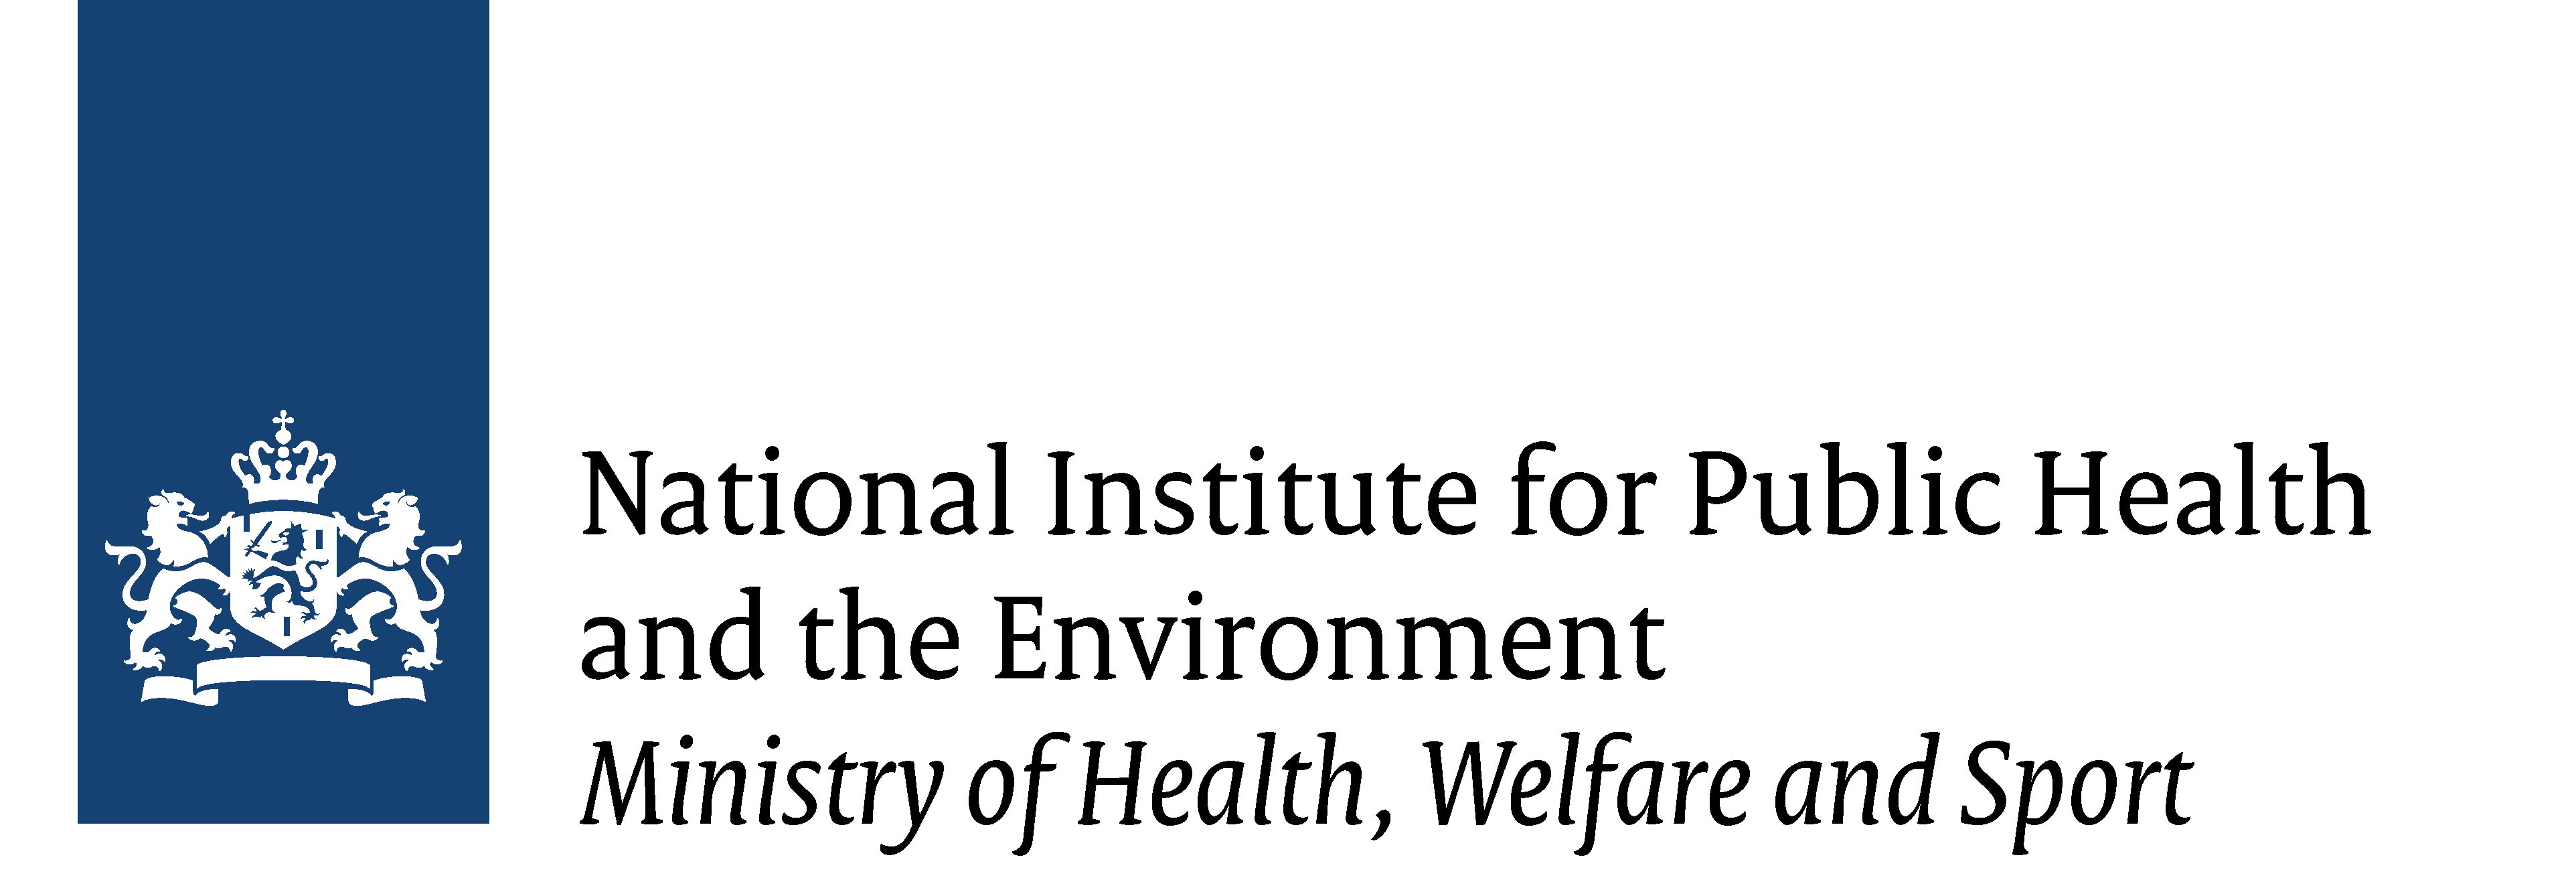 National Institute for Public Health
and the Environment
Ministry of Health, Welfare and Sport